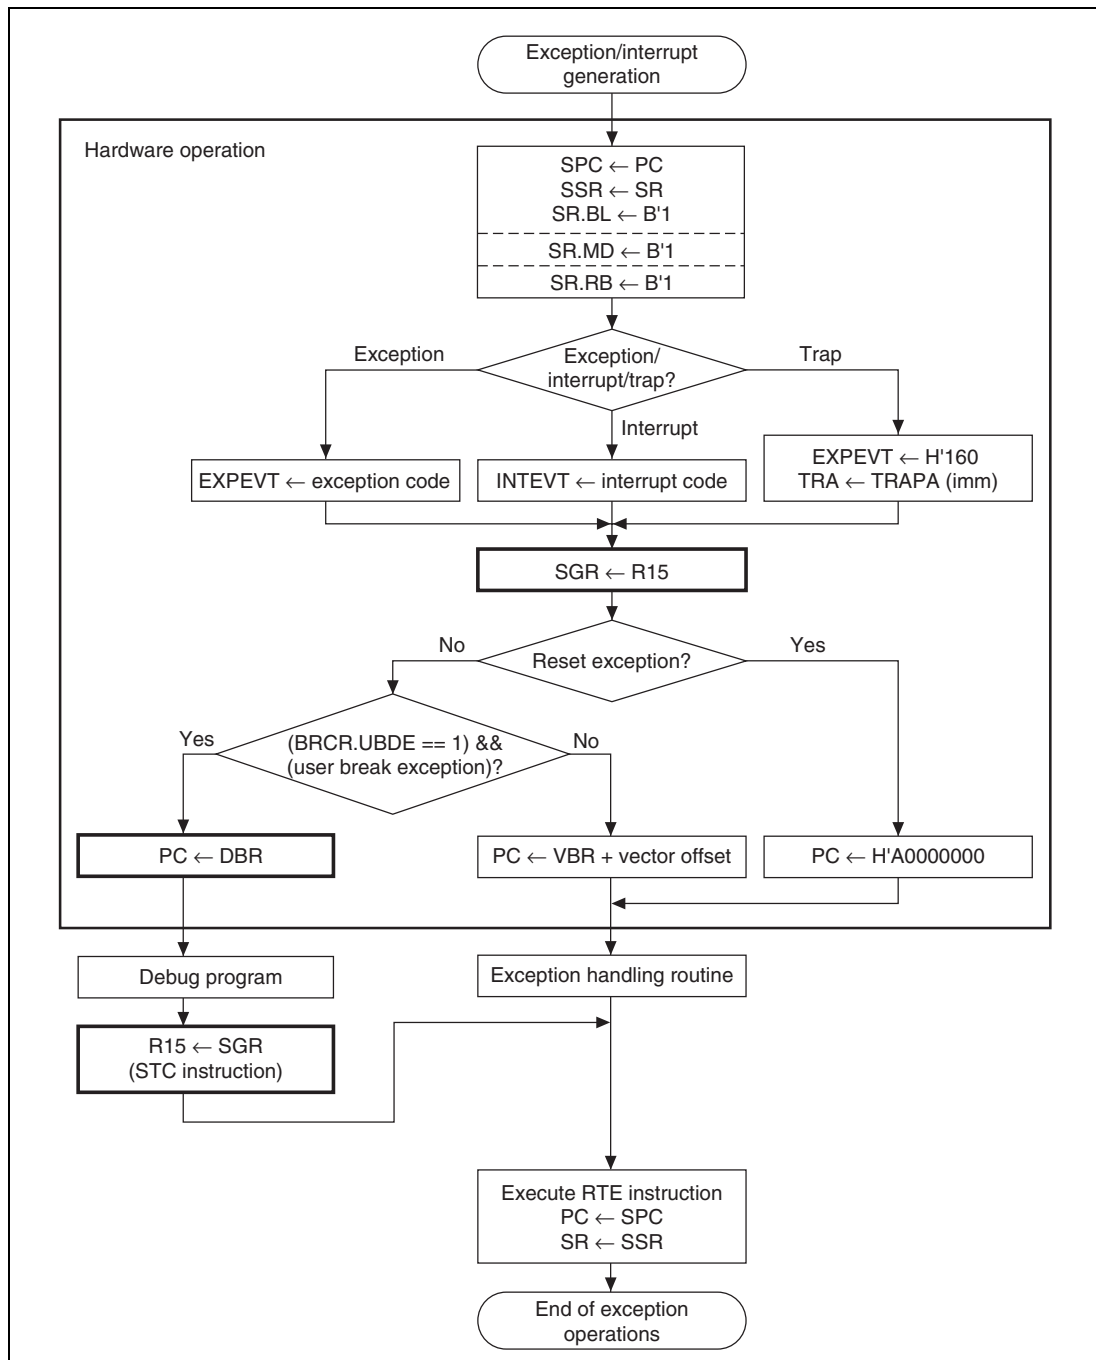 Exception/interrupt
generation
Hardware operation
SPC ← PC
SSR ← SR
SR.BL ← B'1
SR.MD ← B'1
SR.RB ← B'1
Exception
Exception/
interrupt/trap?
Trap
Interrupt
EXPEVT ← exception code
INTEVT ← interrupt code
EXPEVT ← H'160
TRA ← TRAPA (imm)
SGR ← R15
No
Reset exception?
Yes
Yes
(BRCR.UBDE == 1) &&
(user break exception)?
No
PC ← DBR
PC ← VBR + vector offset
PC ← H'A0000000
Debug program
Exception handling routine
R15 ← SGR
(STC instruction)
Execute RTE instruction
PC ← SPC
SR ← SSR
End of exception
operations